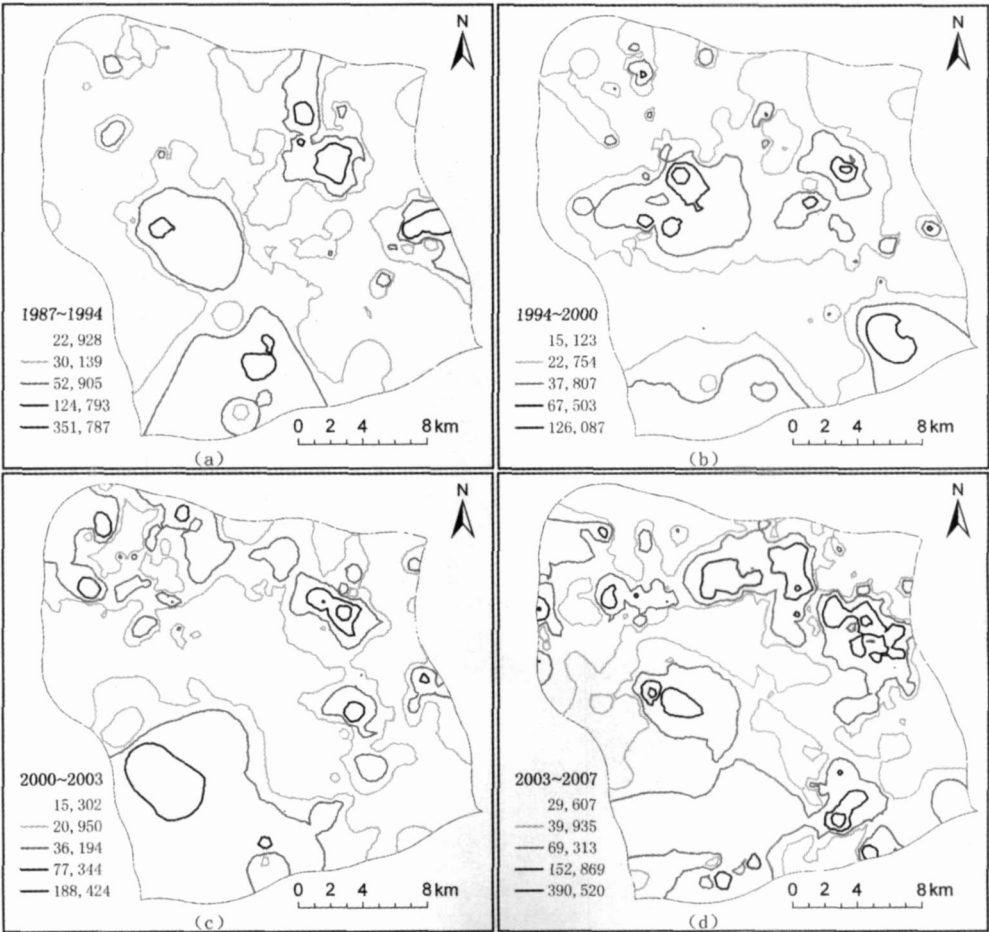 N
1987~1994
22, 928
30, 139
52, 905
124, 793
351, 787
0 2 4 8 km
(a)
N
1994~2000
15, 123
22, 754
37, 807
67, 503
126, 087
0 2 4 8 km
(b)
N
2000~2003
15, 302
20, 950
36, 194
77, 344
188, 424
0 2 4 8 km
(c)
N
2003~2007
29, 607
39, 935
69, 313
152, 869
390, 520
0 2 4 8 km
(d)